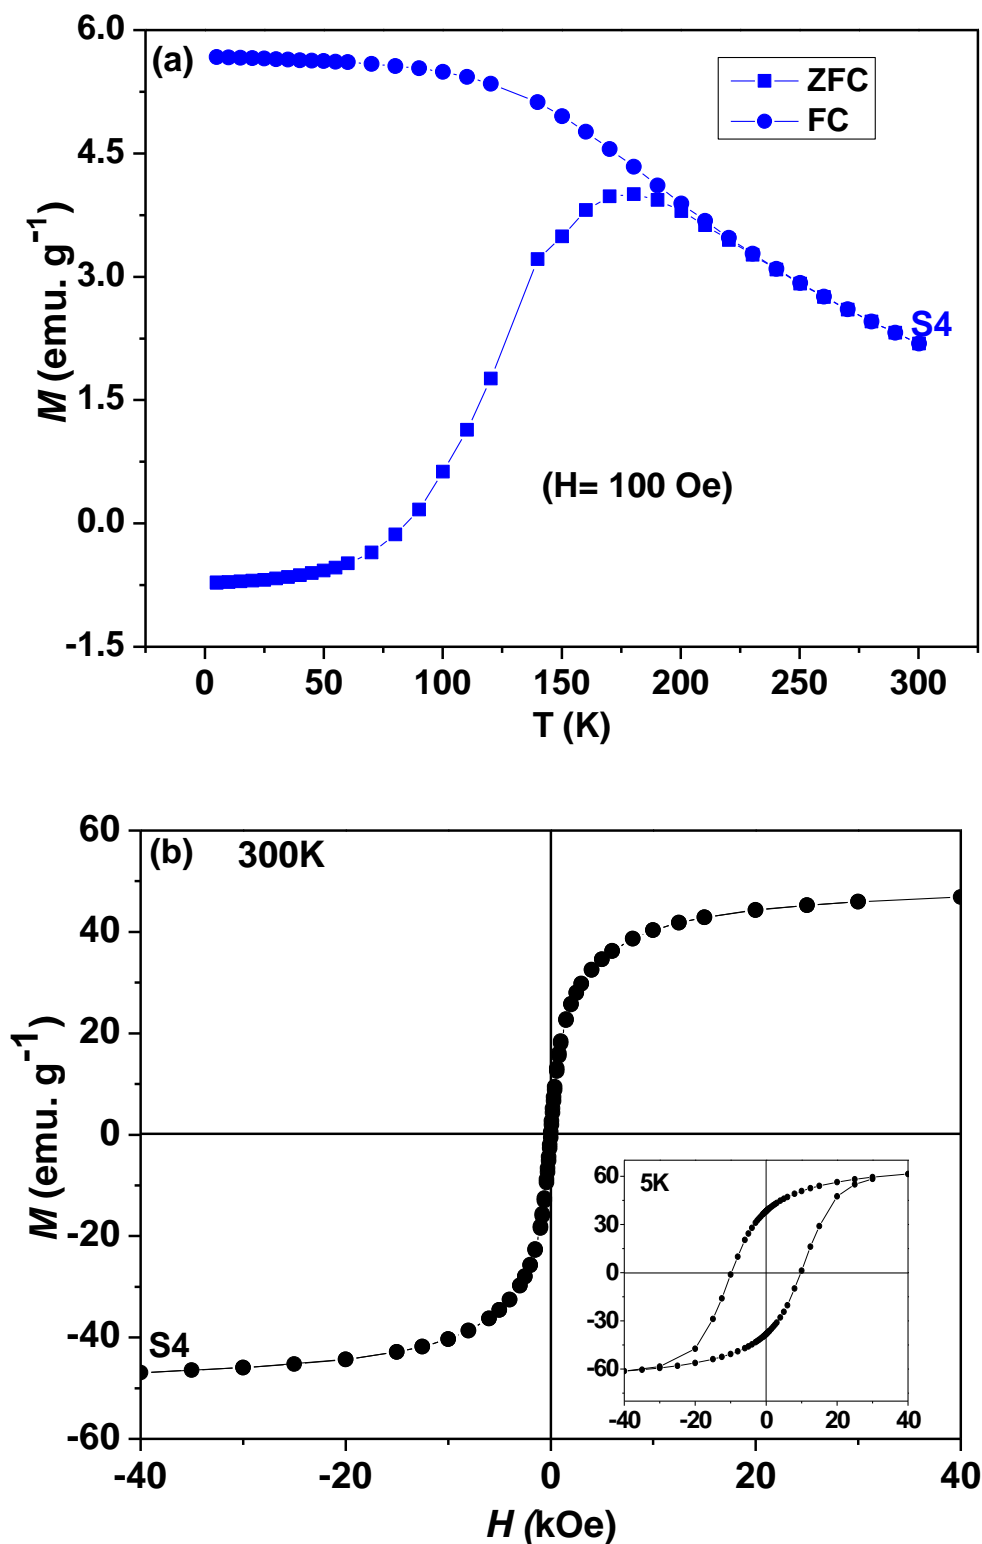 6.0
(a)
ZFC
FC
4.5
3.0
S4
1.5
(H= 100 Oe)
0.0
-1.5
M (emu. g⁻¹)
0 50 100 150 200 250 300
T (K)
60
(b) 300K
40
20
0
-20
-40
-60
M (emu. g⁻¹)
S4
5K
60
30
0
-30
-60
-40 -20 0 20 40
-40 -20 0 20 40
H (kOe)